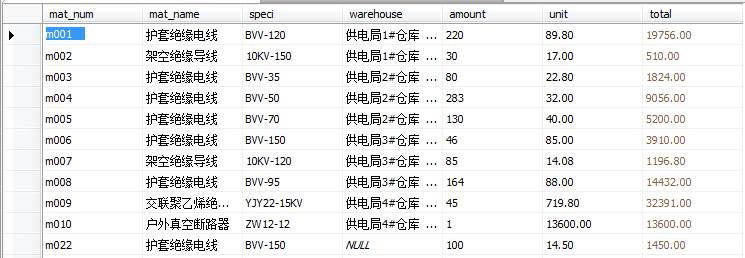 mat_num mat_name speci warehouse amount unit total
m001 护套绝缘电线 BVV-120 供电局1#仓库 ... 220 89.80 19756.00
m002 架空绝缘导线 10KV-150 供电局1#仓库 ... 30 17.00 510.00
m003 护套绝缘电线 BVV-35 供电局2#仓库 ... 80 22.80 1824.00
m004 护套绝缘电线 BVV-50 供电局2#仓库 ... 283 32.00 9056.00
m005 护套绝缘电线 BVV-70 供电局2#仓库 ... 130 40.00 5200.00
m006 护套绝缘电线 BVV-150 供电局3#仓库 ... 46 85.00 3910.00
m007 架空绝缘导线 10KV-120 供电局3#仓库 ... 85 14.08 1196.80
m008 护套绝缘电线 BVV-95 供电局3#仓库 ... 164 88.00 14432.00
m009 交联聚乙烯绝... YJY22-15KV 供电局4#仓库 ... 45 719.80 32391.00
m010 户外真空断路器 ZW12-12 供电局4#仓库 ... 1 13600.00 13600.00
m022 护套绝缘电线 BVV-150 NULL 100 14.50 1450.00